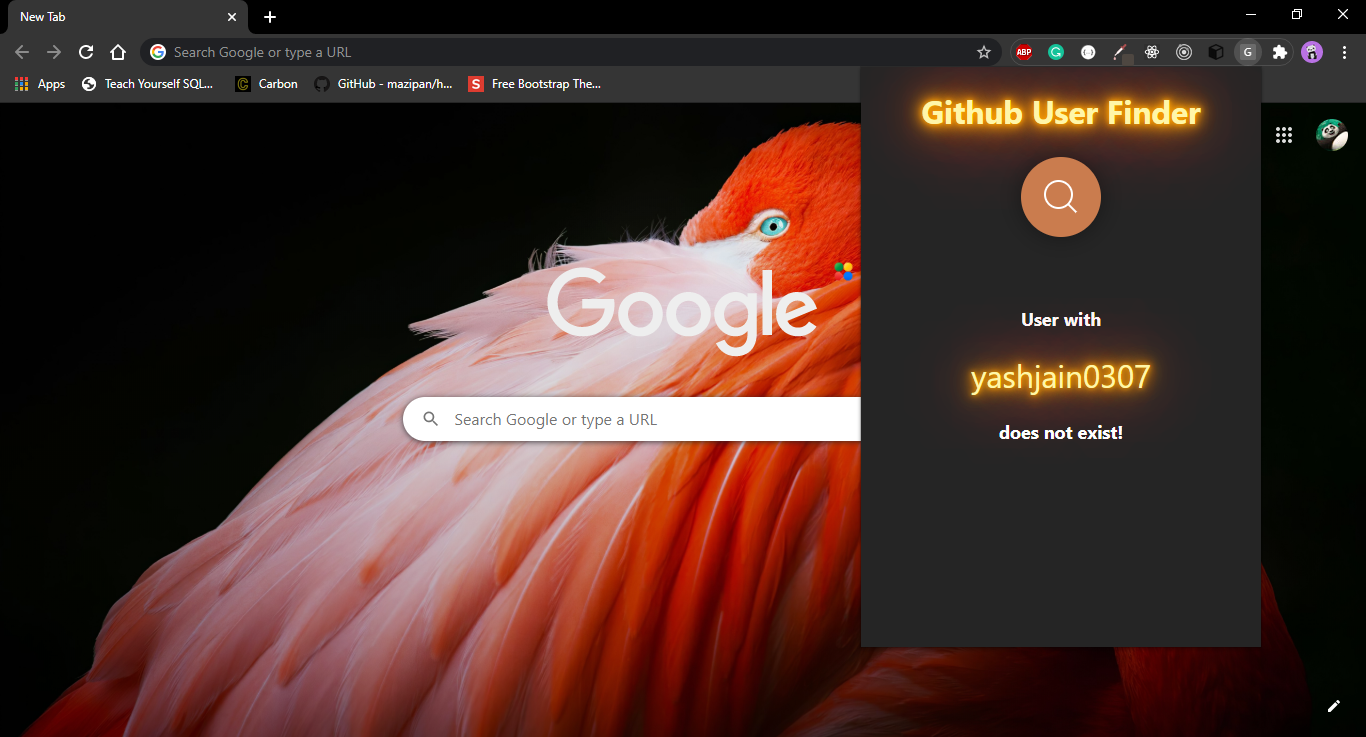 New Tab
Search Google or type a URL
ABP
G
G
Apps
Teach Yourself SQL...
C
Carbon
GitHub - mazipan/h...
S
Free Bootstrap The...
Github User Finder
Google
Search Google or type a URL
User with
yashjain0307
does not exist!